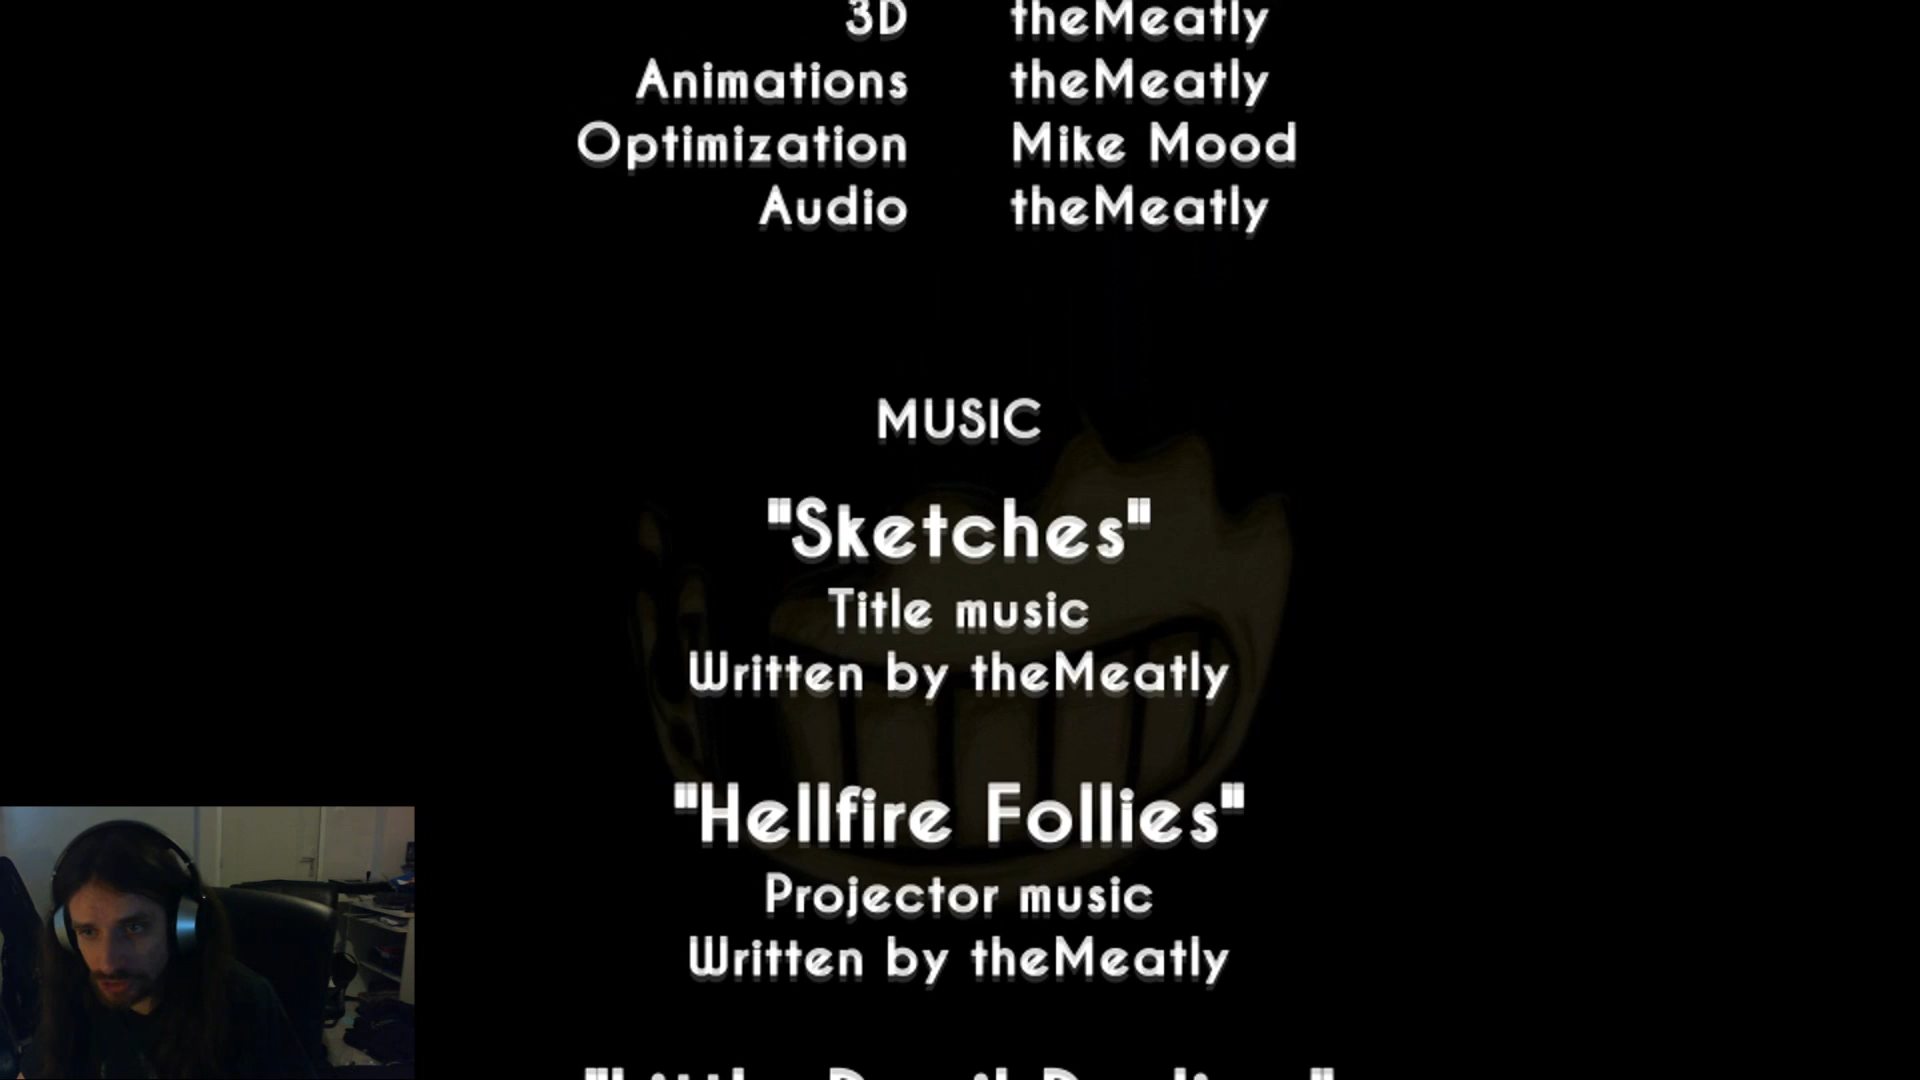 3D theMeatly
Animations theMeatly
Optimization Mike Mood
Audio theMeatly
MUSIC
"Sketches"
Title music
Written by theMeatly
"Hellfire Follies"
Projector music
Written by theMeatly